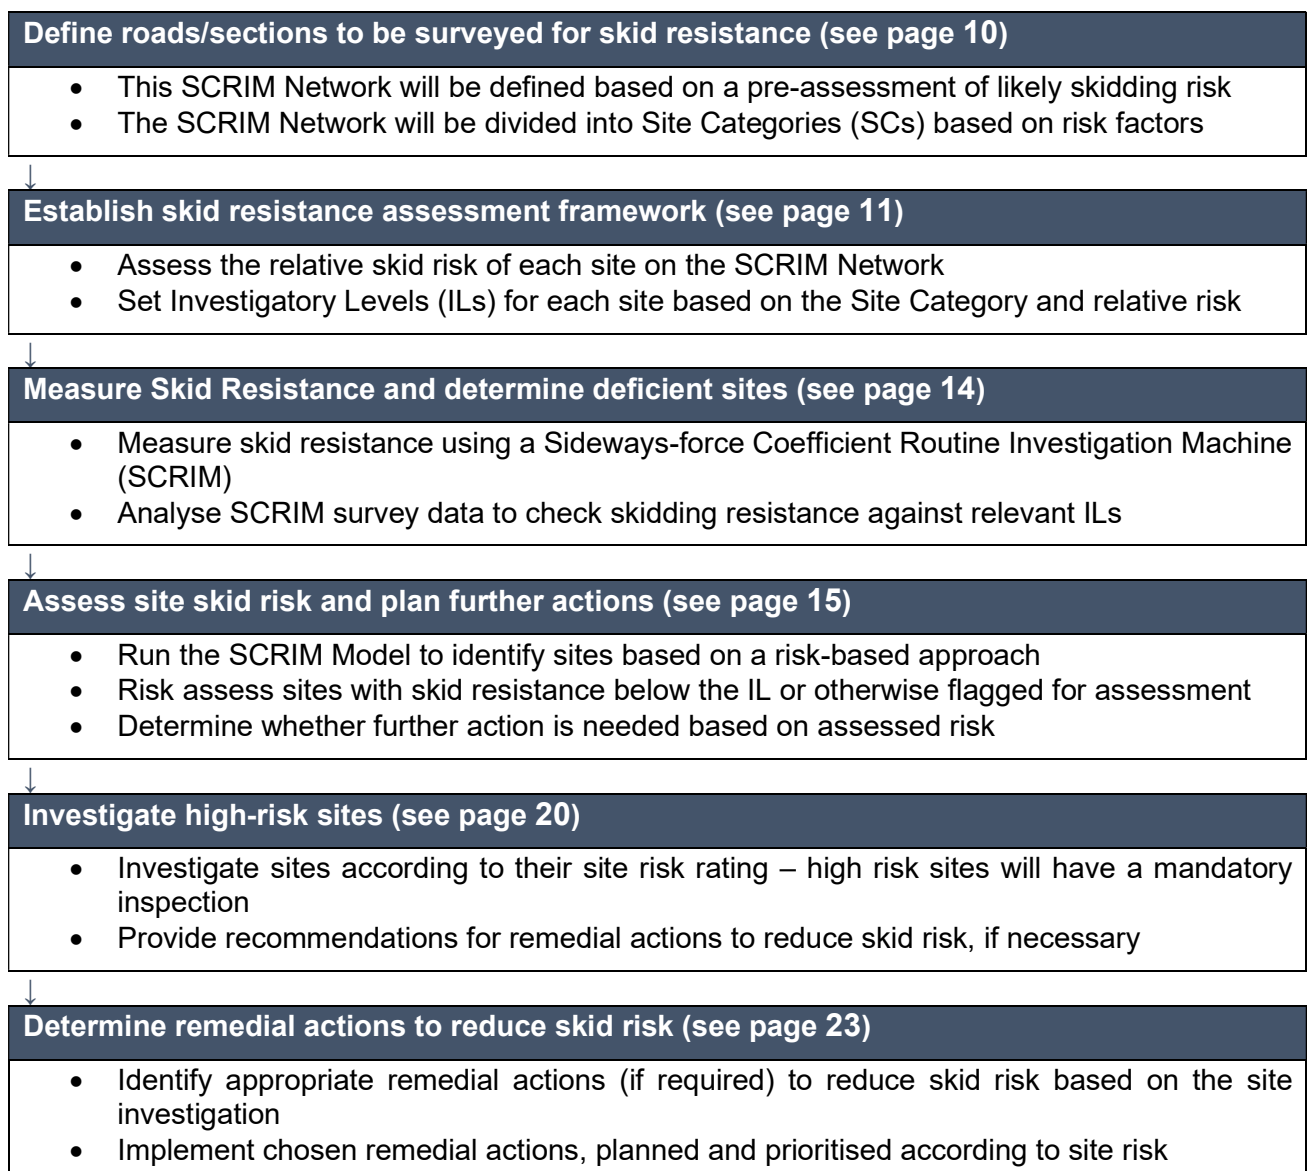 Define roads/sections to be surveyed for skid resistance (see page 10)
• This SCRIM Network will be defined based on a pre-assessment of likely skidding risk
• The SCRIM Network will be divided into Site Categories (SCs) based on risk factors
↓
Establish skid resistance assessment framework (see page 11)
• Assess the relative skid risk of each site on the SCRIM Network
• Set Investigatory Levels (ILs) for each site based on the Site Category and relative risk
↓
Measure Skid Resistance and determine deficient sites (see page 14)
• Measure skid resistance using a Sideways-force Coefficient Routine Investigation Machine
(SCRIM)
• Analyse SCRIM survey data to check skidding resistance against relevant ILs
↓
Assess site skid risk and plan further actions (see page 15)
• Run the SCRIM Model to identify sites based on a risk-based approach
• Risk assess sites with skid resistance below the IL or otherwise flagged for assessment
• Determine whether further action is needed based on assessed risk
↓
Investigate high-risk sites (see page 20)
• Investigate sites according to their site risk rating – high risk sites will have a mandatory
inspection
• Provide recommendations for remedial actions to reduce skid risk, if necessary
↓
Determine remedial actions to reduce skid risk (see page 23)
• Identify appropriate remedial actions (if required) to reduce skid risk based on the site
investigation
• Implement chosen remedial actions, planned and prioritised according to site risk